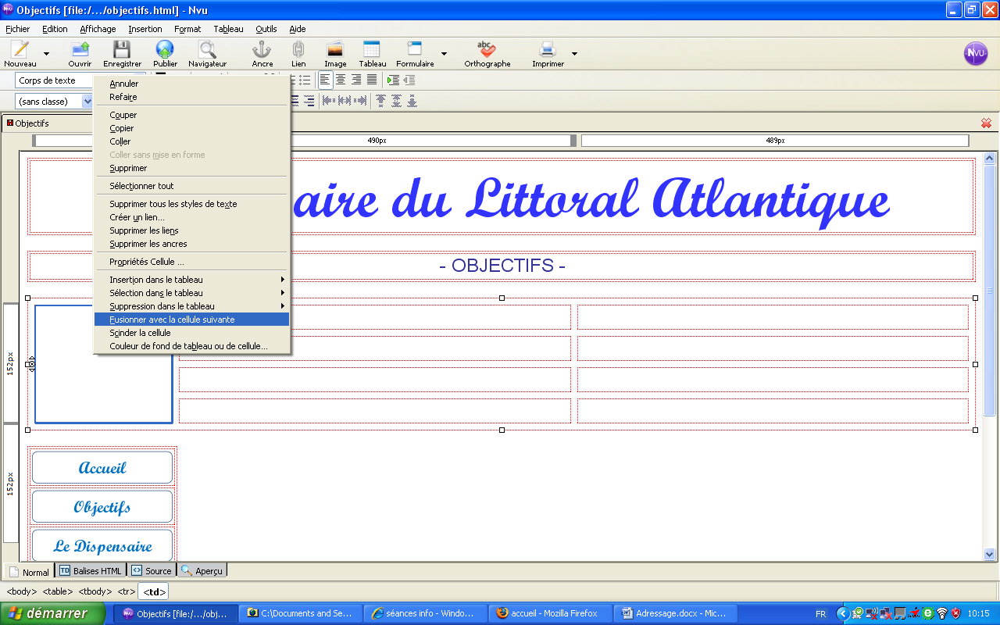 Objectifs [file:/.../objectifs.html] - Nvu
Fichier Edition Affichage Insertion Format Tableau Outils Aide
Nouveau Ouvrir Enregistrer Publier Navigateur Ancre Lien Image Tableau Formulaire Orthographe Imprimer
NVU
Corps de texte
(sans classe)
Objectifs
490px 489px
Annuler
Refaire
Couper
Copier
Coller
Coller sans mise en forme
Supprimer
Sélectionner tout
Supprimer tous les styles de texte
Créer un lien...
Supprimer les liens
Supprimer les ancres
Propriétés Cellule ...
Insertion dans le tableau
Sélection dans le tableau
Suppression dans le tableau
Fusionner avec la cellule suivante
Scinder la cellule
Couleur de fond de tableau ou de cellule...
aire du Littoral Atlantique
- OBJECTIFS -
152px
152px
Accueil
Objectifs
Le Dispensaire
Normal TD Balises HTML Source Aperçu
<body> <table> <tbody> <tr> <td>
démarrer Objectifs [file:/.../obj... C:\Documents and Se... séances info - Windo... accueil - Mozilla Firefox Adressage.docx - Mic... FR 10:15